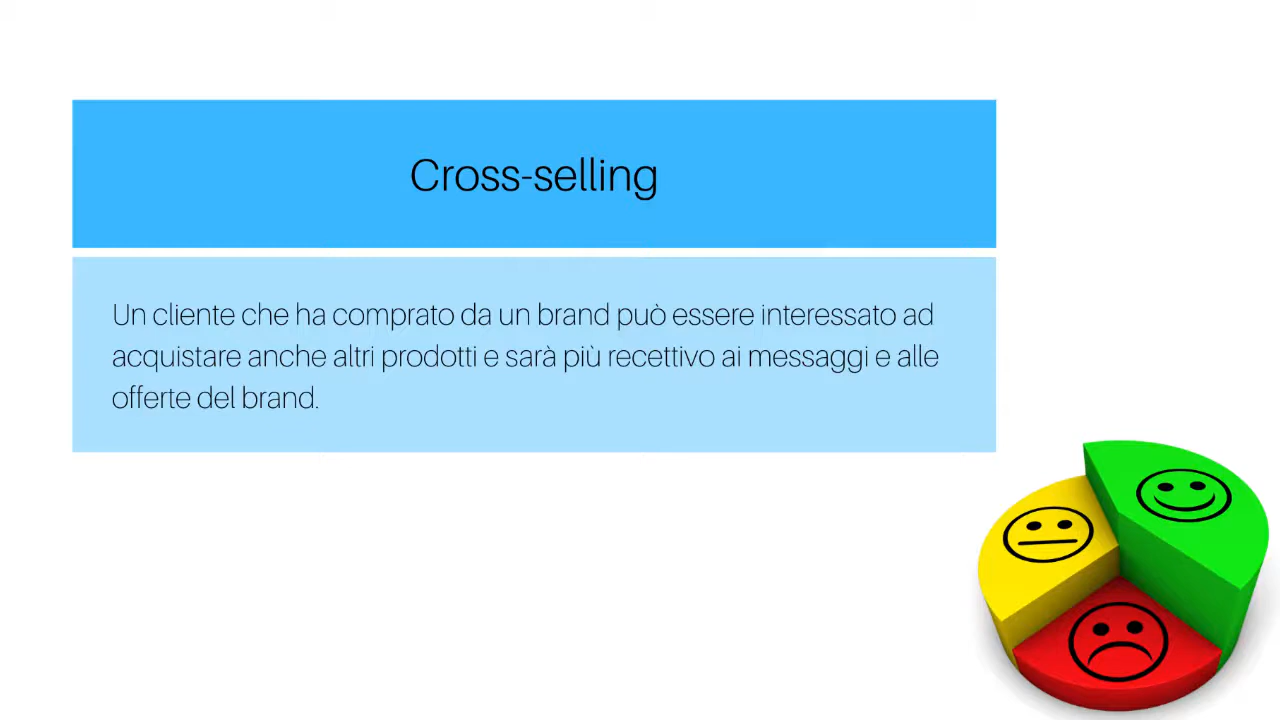 Cross-selling
Un cliente che ha comprato da un brand può essere interessato ad
acquistare anche altri prodotti e sarà più recettivo ai messaggi e alle
offerte del brand.